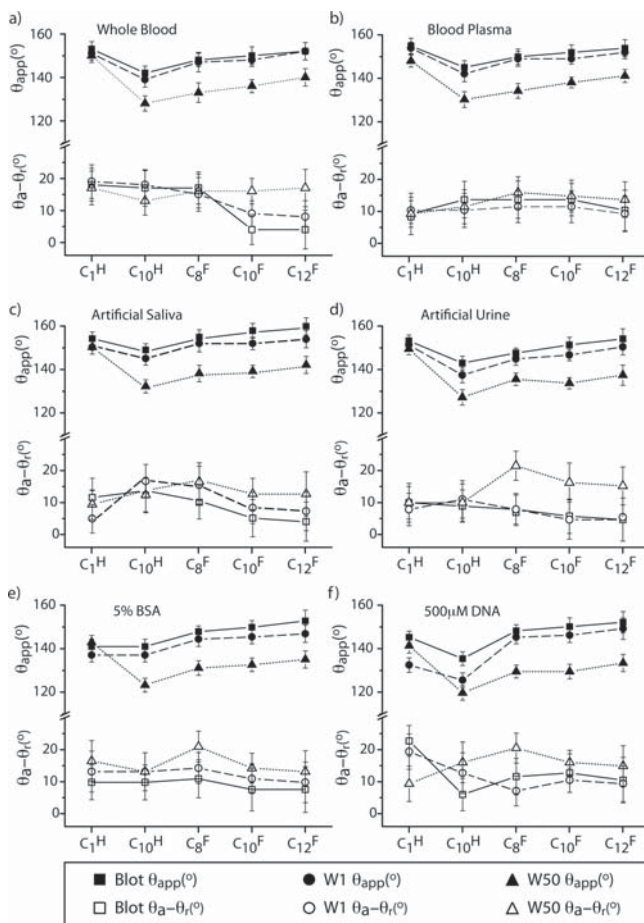 a) Whole Blood
b) Blood Plasma
θapp(º)
160
140
120
θa−θr(º)
20
10
0
C1H C10H C8F C10F C12F
θapp(º)
160
140
120
θa−θr(º)
20
10
0
C1H C10H C8F C10F C12F
c) Artificial Saliva
d) Artificial Urine
θapp(º)
160
140
120
θa−θr(º)
20
10
0
C1H C10H C8F C10F C12F
θapp(º)
160
140
120
θa−θr(º)
20
10
0
C1H C10H C8F C10F C12F
e) 5% BSA
f) 500µM DNA
θapp(º)
160
140
120
θa−θr(º)
20
10
0
C1H C10H C8F C10F C12F
θapp(º)
160
140
120
θa−θr(º)
20
10
0
C1H C10H C8F C10F C12F
Blot θapp(º) W1 θapp(º) W50 θapp(º)
Blot θa−θr(º) W1 θa−θr(º) W50 θa−θr(º)